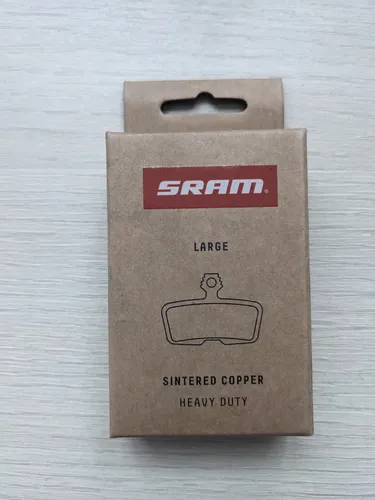 SRAM
LARGE
SINTERED COPPER
HEAVY DUTY